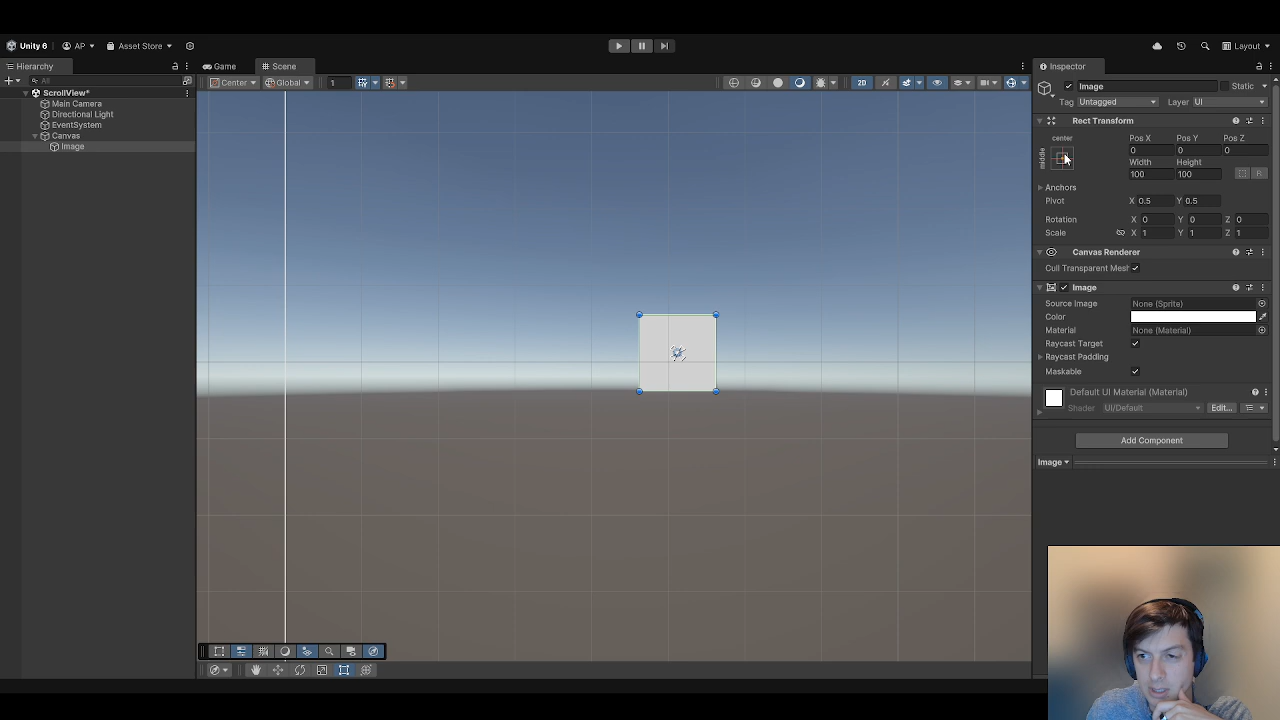 Unity 6 AP Asset Store Layout
Hierarchy Game Scene Inspector
All Center Global 1 2D Image Static
ScrollView* Tag Untagged Layer UI
Main Camera
Directional Light Rect Transform
EventSystem
Canvas center Pos X Pos Y Pos Z
Image middle 0 0 0
Width Height
100 100 R
Anchors
Pivot X 0.5 Y 0.5
Rotation X 0 Y 0 Z 0
Scale X 1 Y 1 Z 1
Canvas Renderer
Cull Transparent Mesh
Image
Source Image None (Sprite)
Color
Material None (Material)
Raycast Target
Raycast Padding
Maskable
Default UI Material (Material)
Shader UI/Default Edit...
Add Component
Image